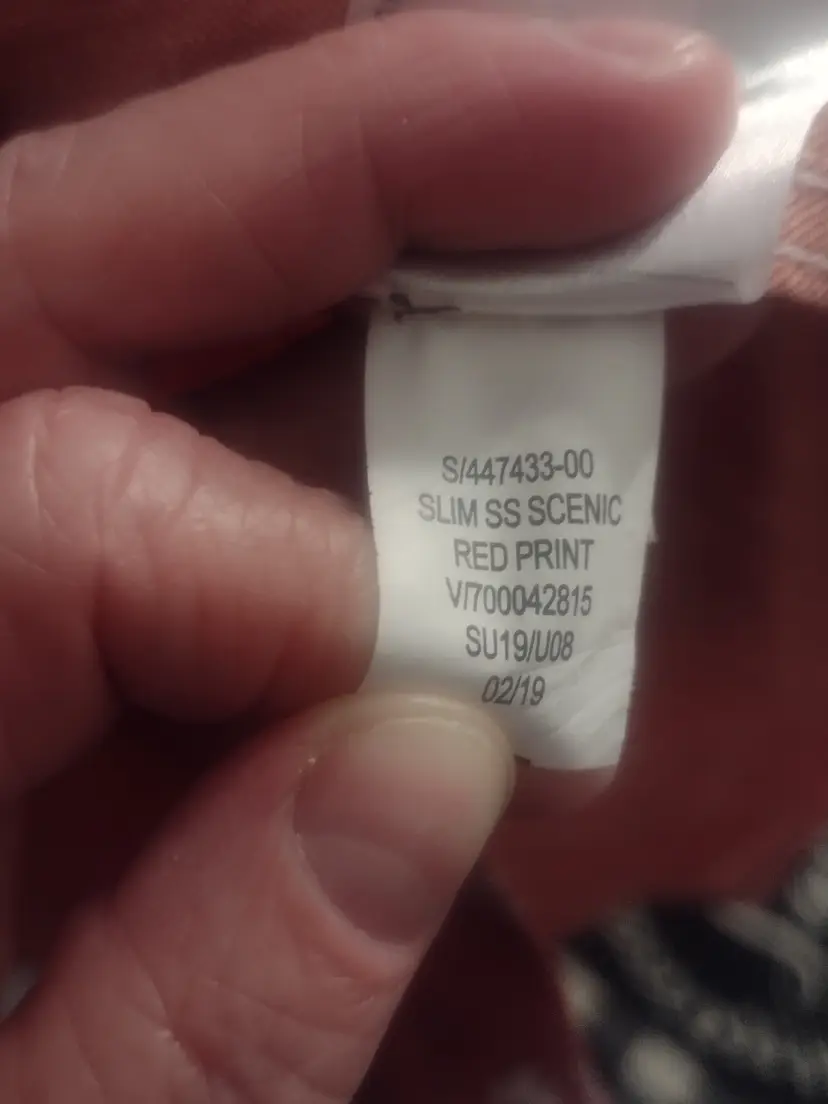 S/447433-00
SLIM SS SCENIC
RED PRINT
V/700042815
SU19/U08
02/19